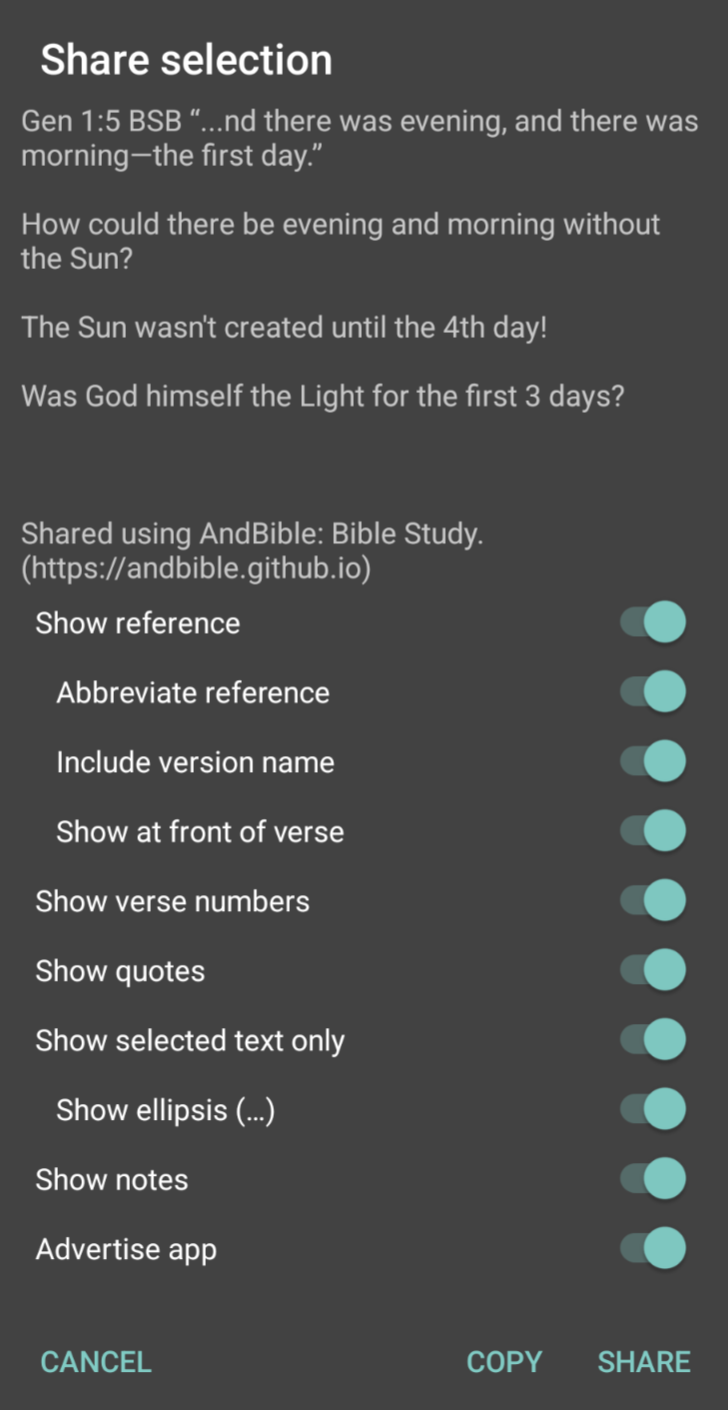 Share selection
Gen 1:5 BSB “...nd there was evening, and there was
morning—the first day.”
How could there be evening and morning without
the Sun?
The Sun wasn't created until the 4th day!
Was God himself the Light for the first 3 days?
Shared using AndBible: Bible Study.
(https://andbible.github.io)
Show reference
Abbreviate reference
Include version name
Show at front of verse
Show verse numbers
Show quotes
Show selected text only
Show ellipsis (…)
Show notes
Advertise app
CANCEL COPY SHARE